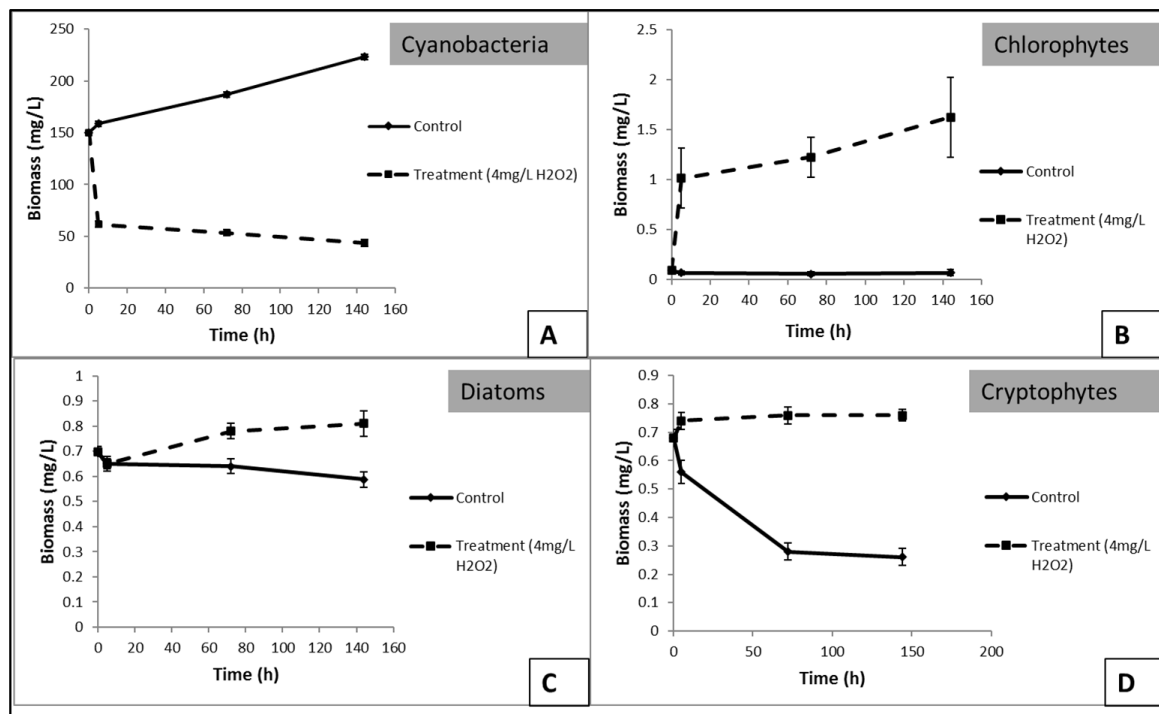 Cyanobacteria
Biomass (mg/L)
250
200
150
100
50
0
0 20 40 60 80 100 120 140 160
Time (h)
Control
Treatment (4mg/L H2O2)
A
Chlorophytes
Biomass (mg/L)
2.5
2
1.5
1
0.5
0
0 20 40 60 80 100 120 140 160
Time (h)
Control
Treatment (4mg/L
H2O2)
B
Diatoms
Biomass (mg/L)
1
0.9
0.8
0.7
0.6
0.5
0.4
0.3
0.2
0.1
0
0 20 40 60 80 100 120 140 160
Time (h)
Control
Treatment (4mg/L
H2O2)
C
Cryptophytes
Biomass (mg/L)
0.9
0.8
0.7
0.6
0.5
0.4
0.3
0.2
0.1
0
0 50 100 150 200
Time (h)
Control
Treatment (4mg/L
H2O2)
D